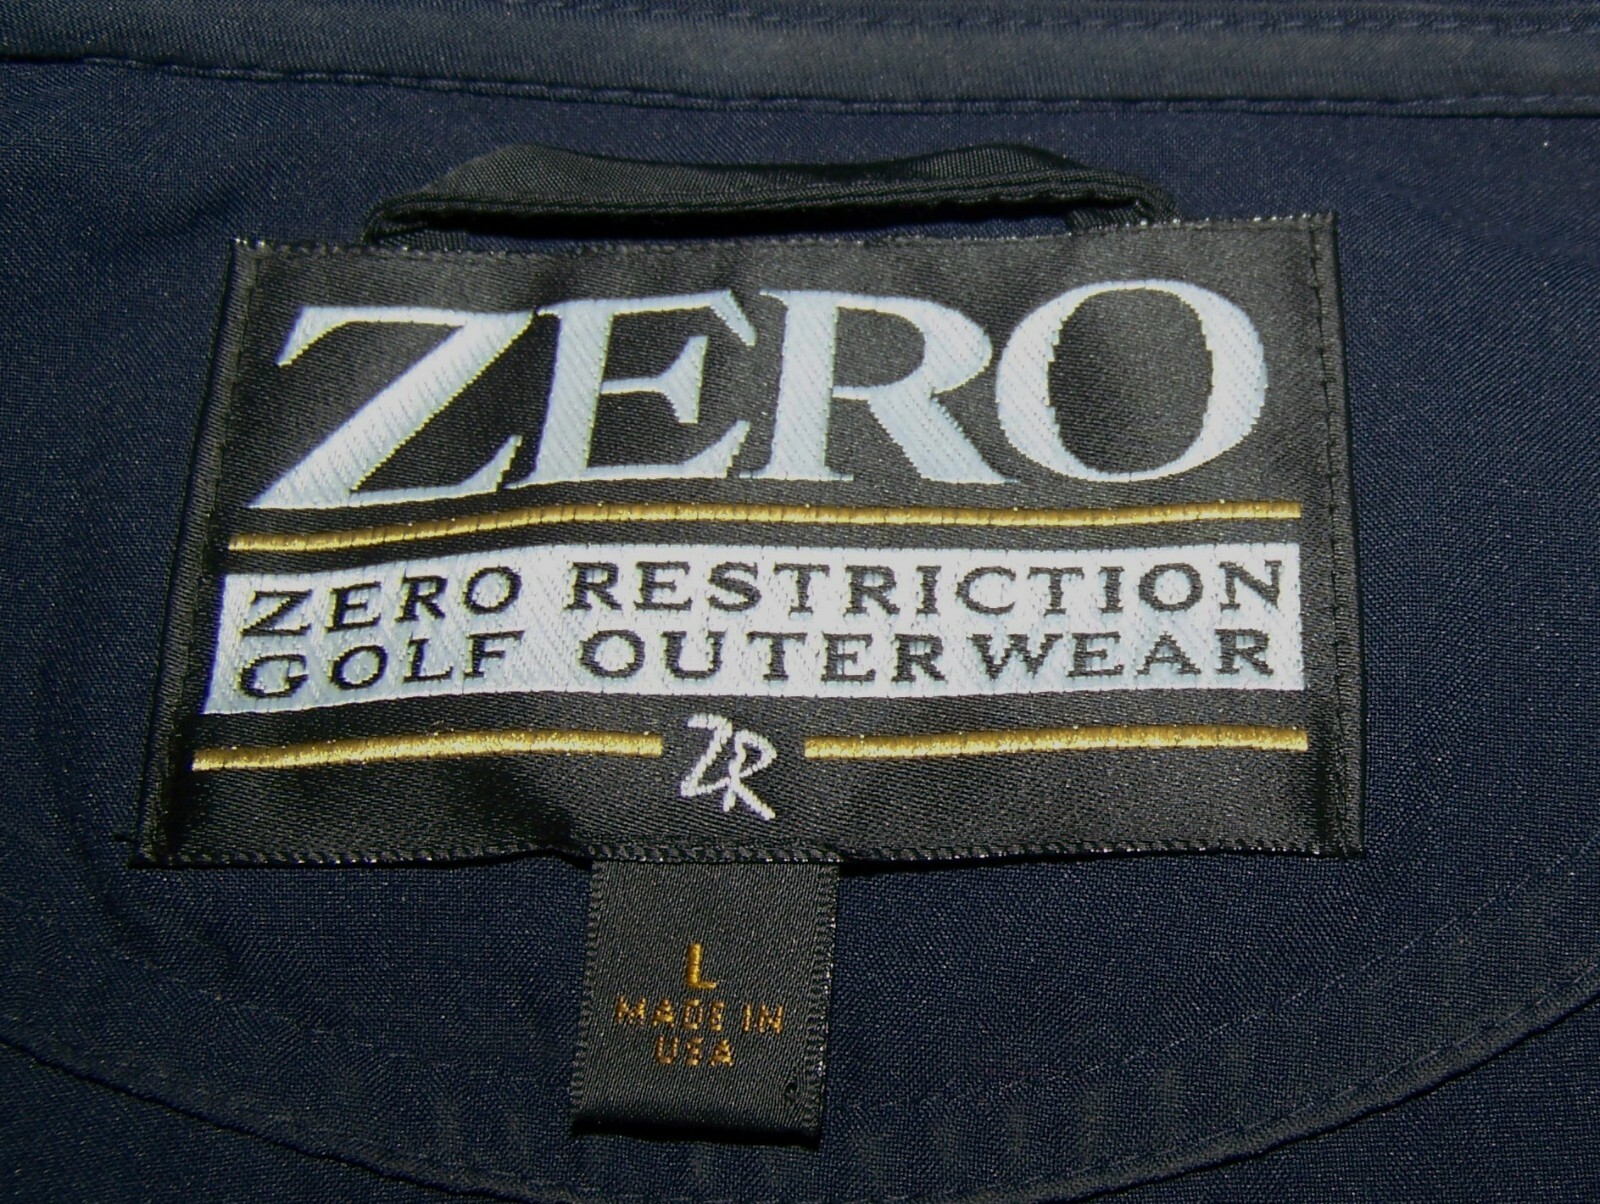 ZERO
ZERO RESTRICTION
GOLF OUTERWEAR
ZR
L
MADE IN
USA